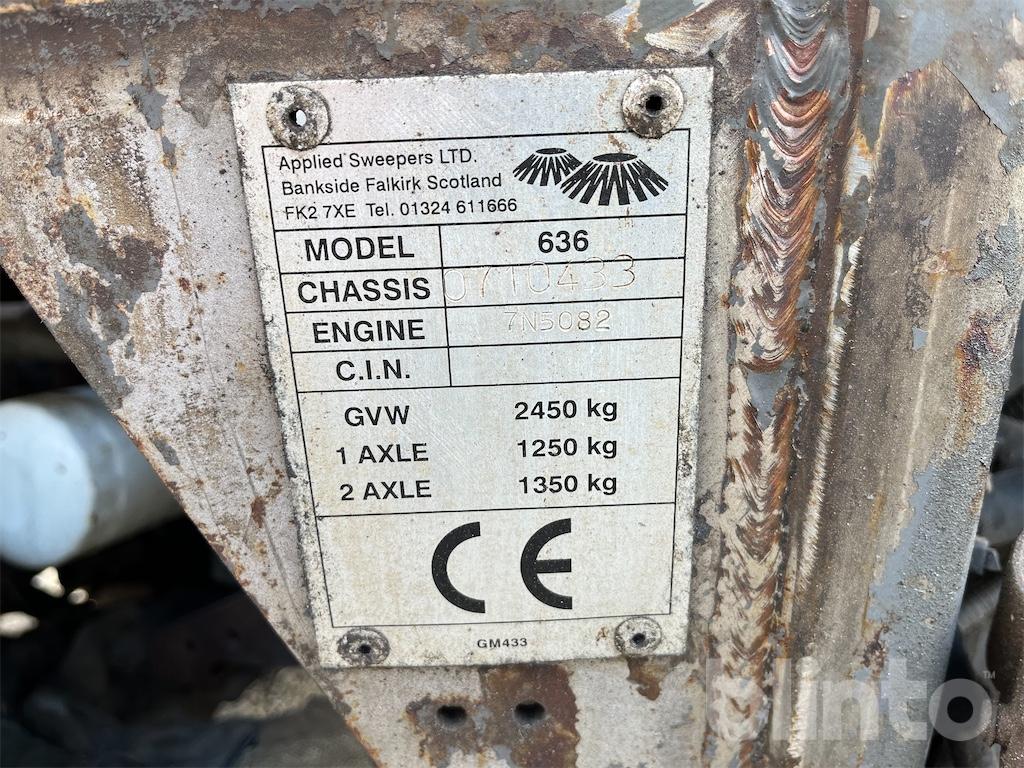 Applied Sweepers LTD.
Bankside Falkirk Scotland
FK2 7XE Tel. 01324 611666
MODEL 636
CHASSIS 0710433
ENGINE 7N5082
C.I.N.
GVW 2450 kg
1 AXLE 1250 kg
2 AXLE 1350 kg
CE
GM433
blinto™